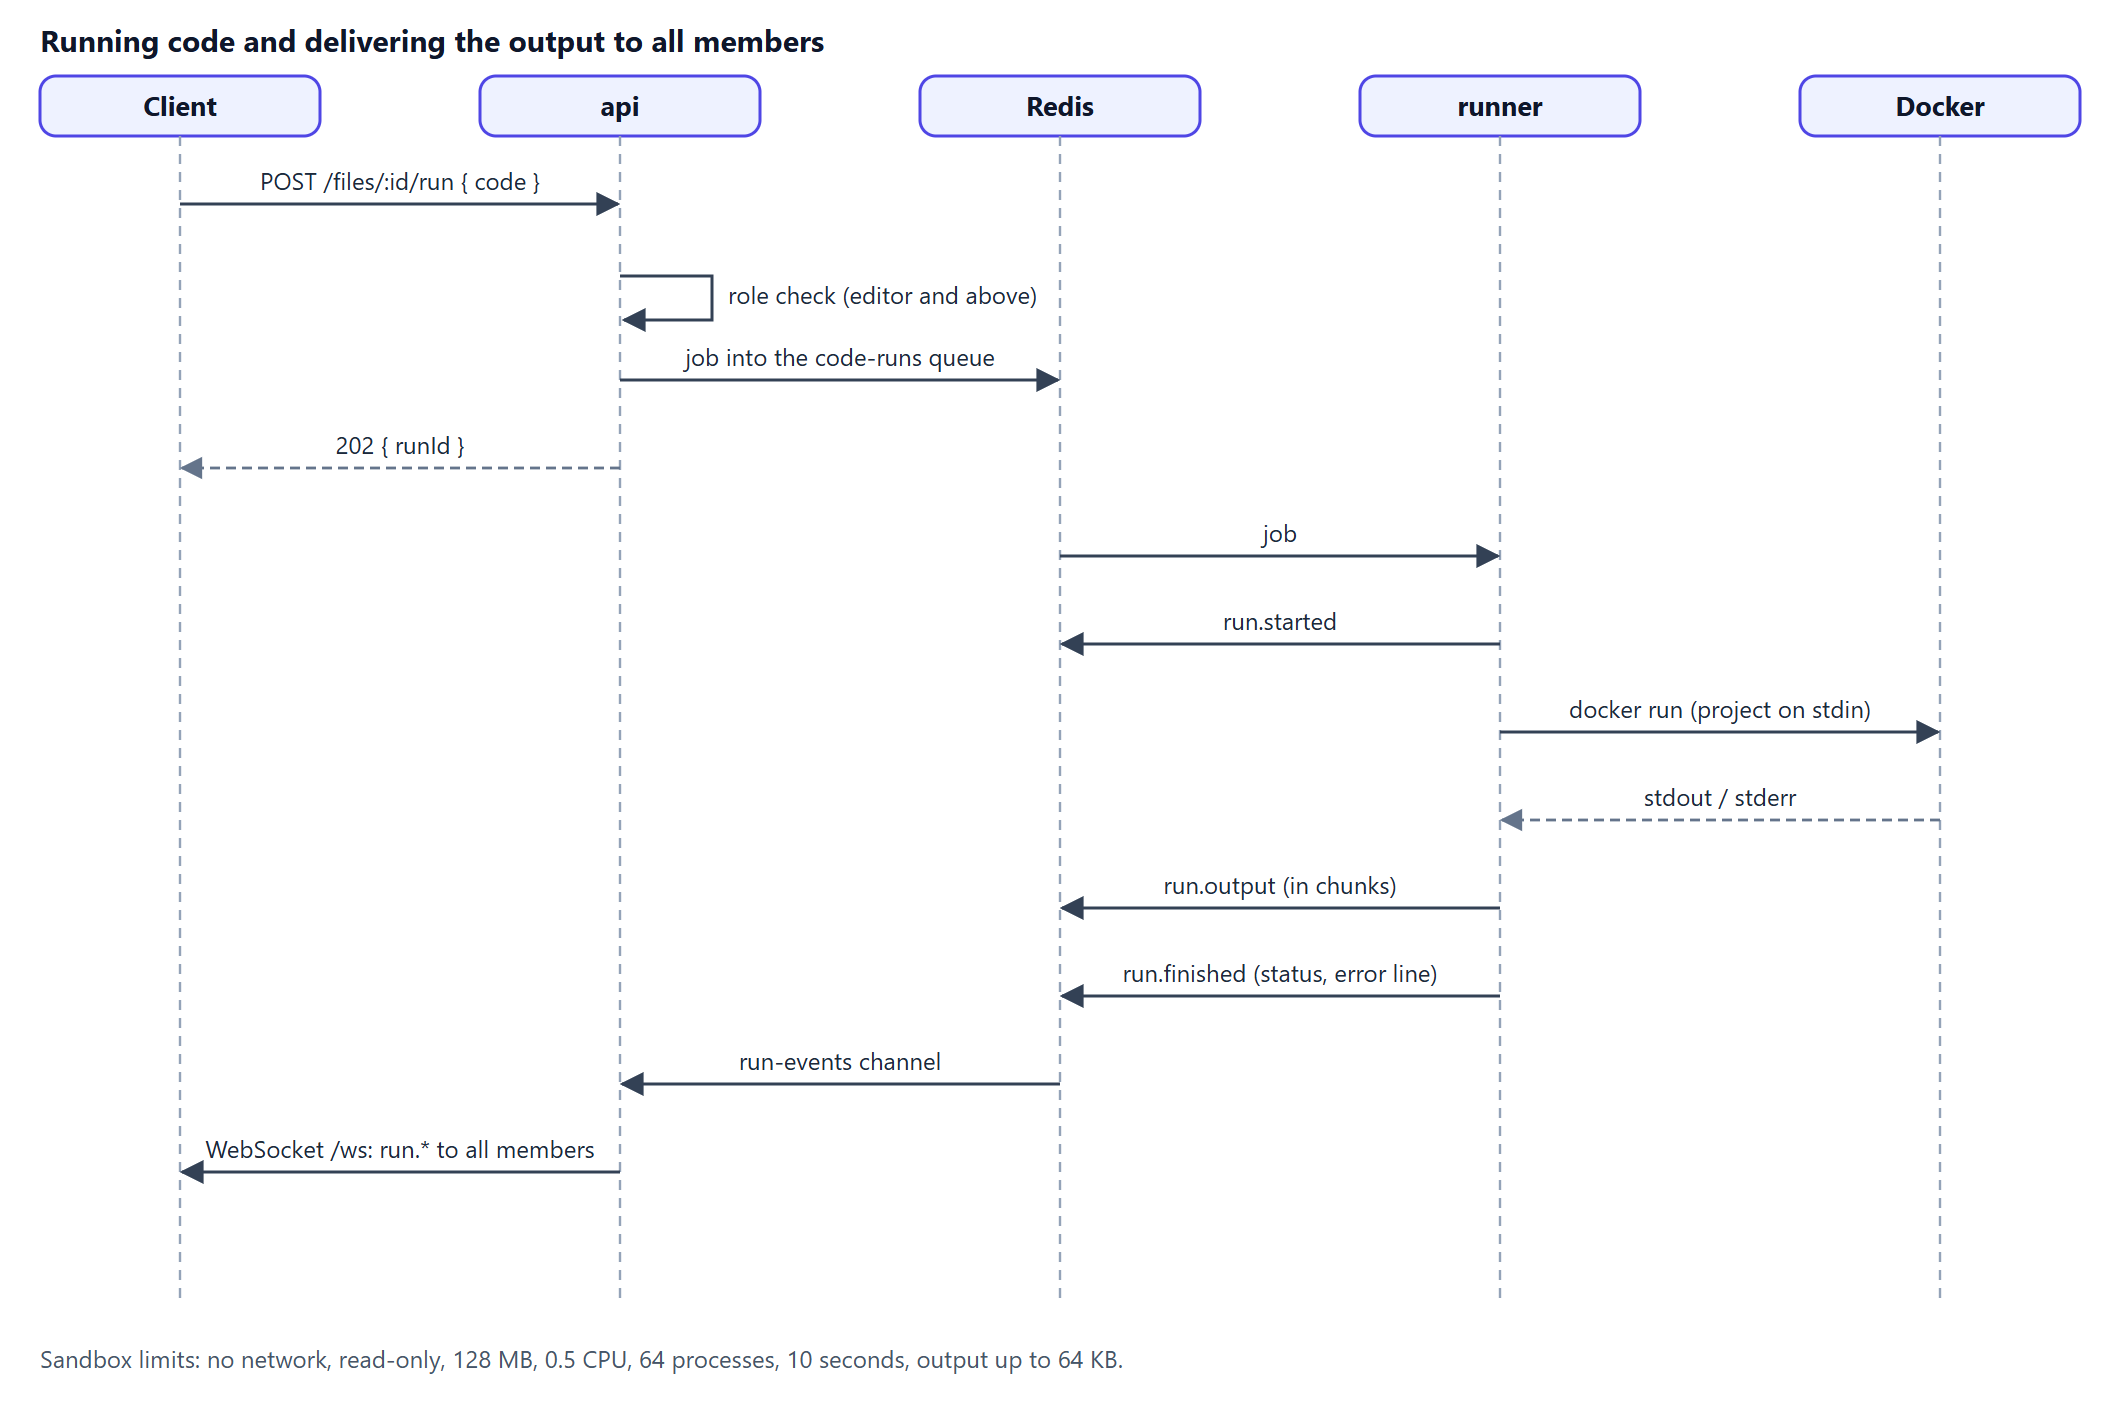 Running code and delivering the output to all members
Client
api
Redis
runner
Docker
POST /files/:id/run { code }
role check (editor and above)
job into the code-runs queue
202 { runId }
job
run.started
docker run (project on stdin)
stdout / stderr
run.output (in chunks)
run.finished (status, error line)
run-events channel
WebSocket /ws: run.* to all members
Sandbox limits: no network, read-only, 128 MB, 0.5 CPU, 64 processes, 10 seconds, output up to 64 KB.